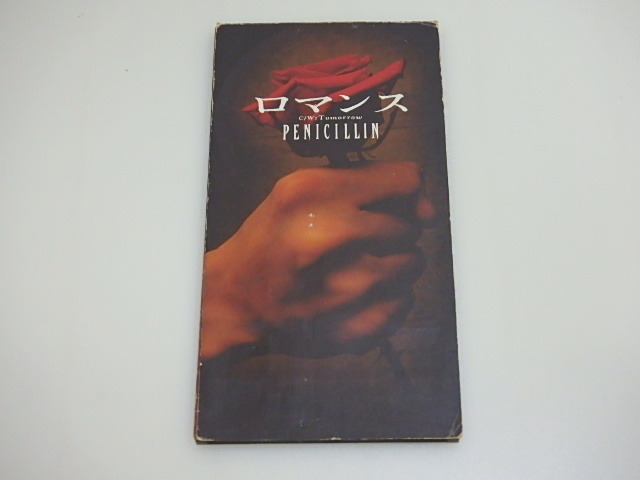 ロマンス
C/W:Tomorrow
PENICILLIN